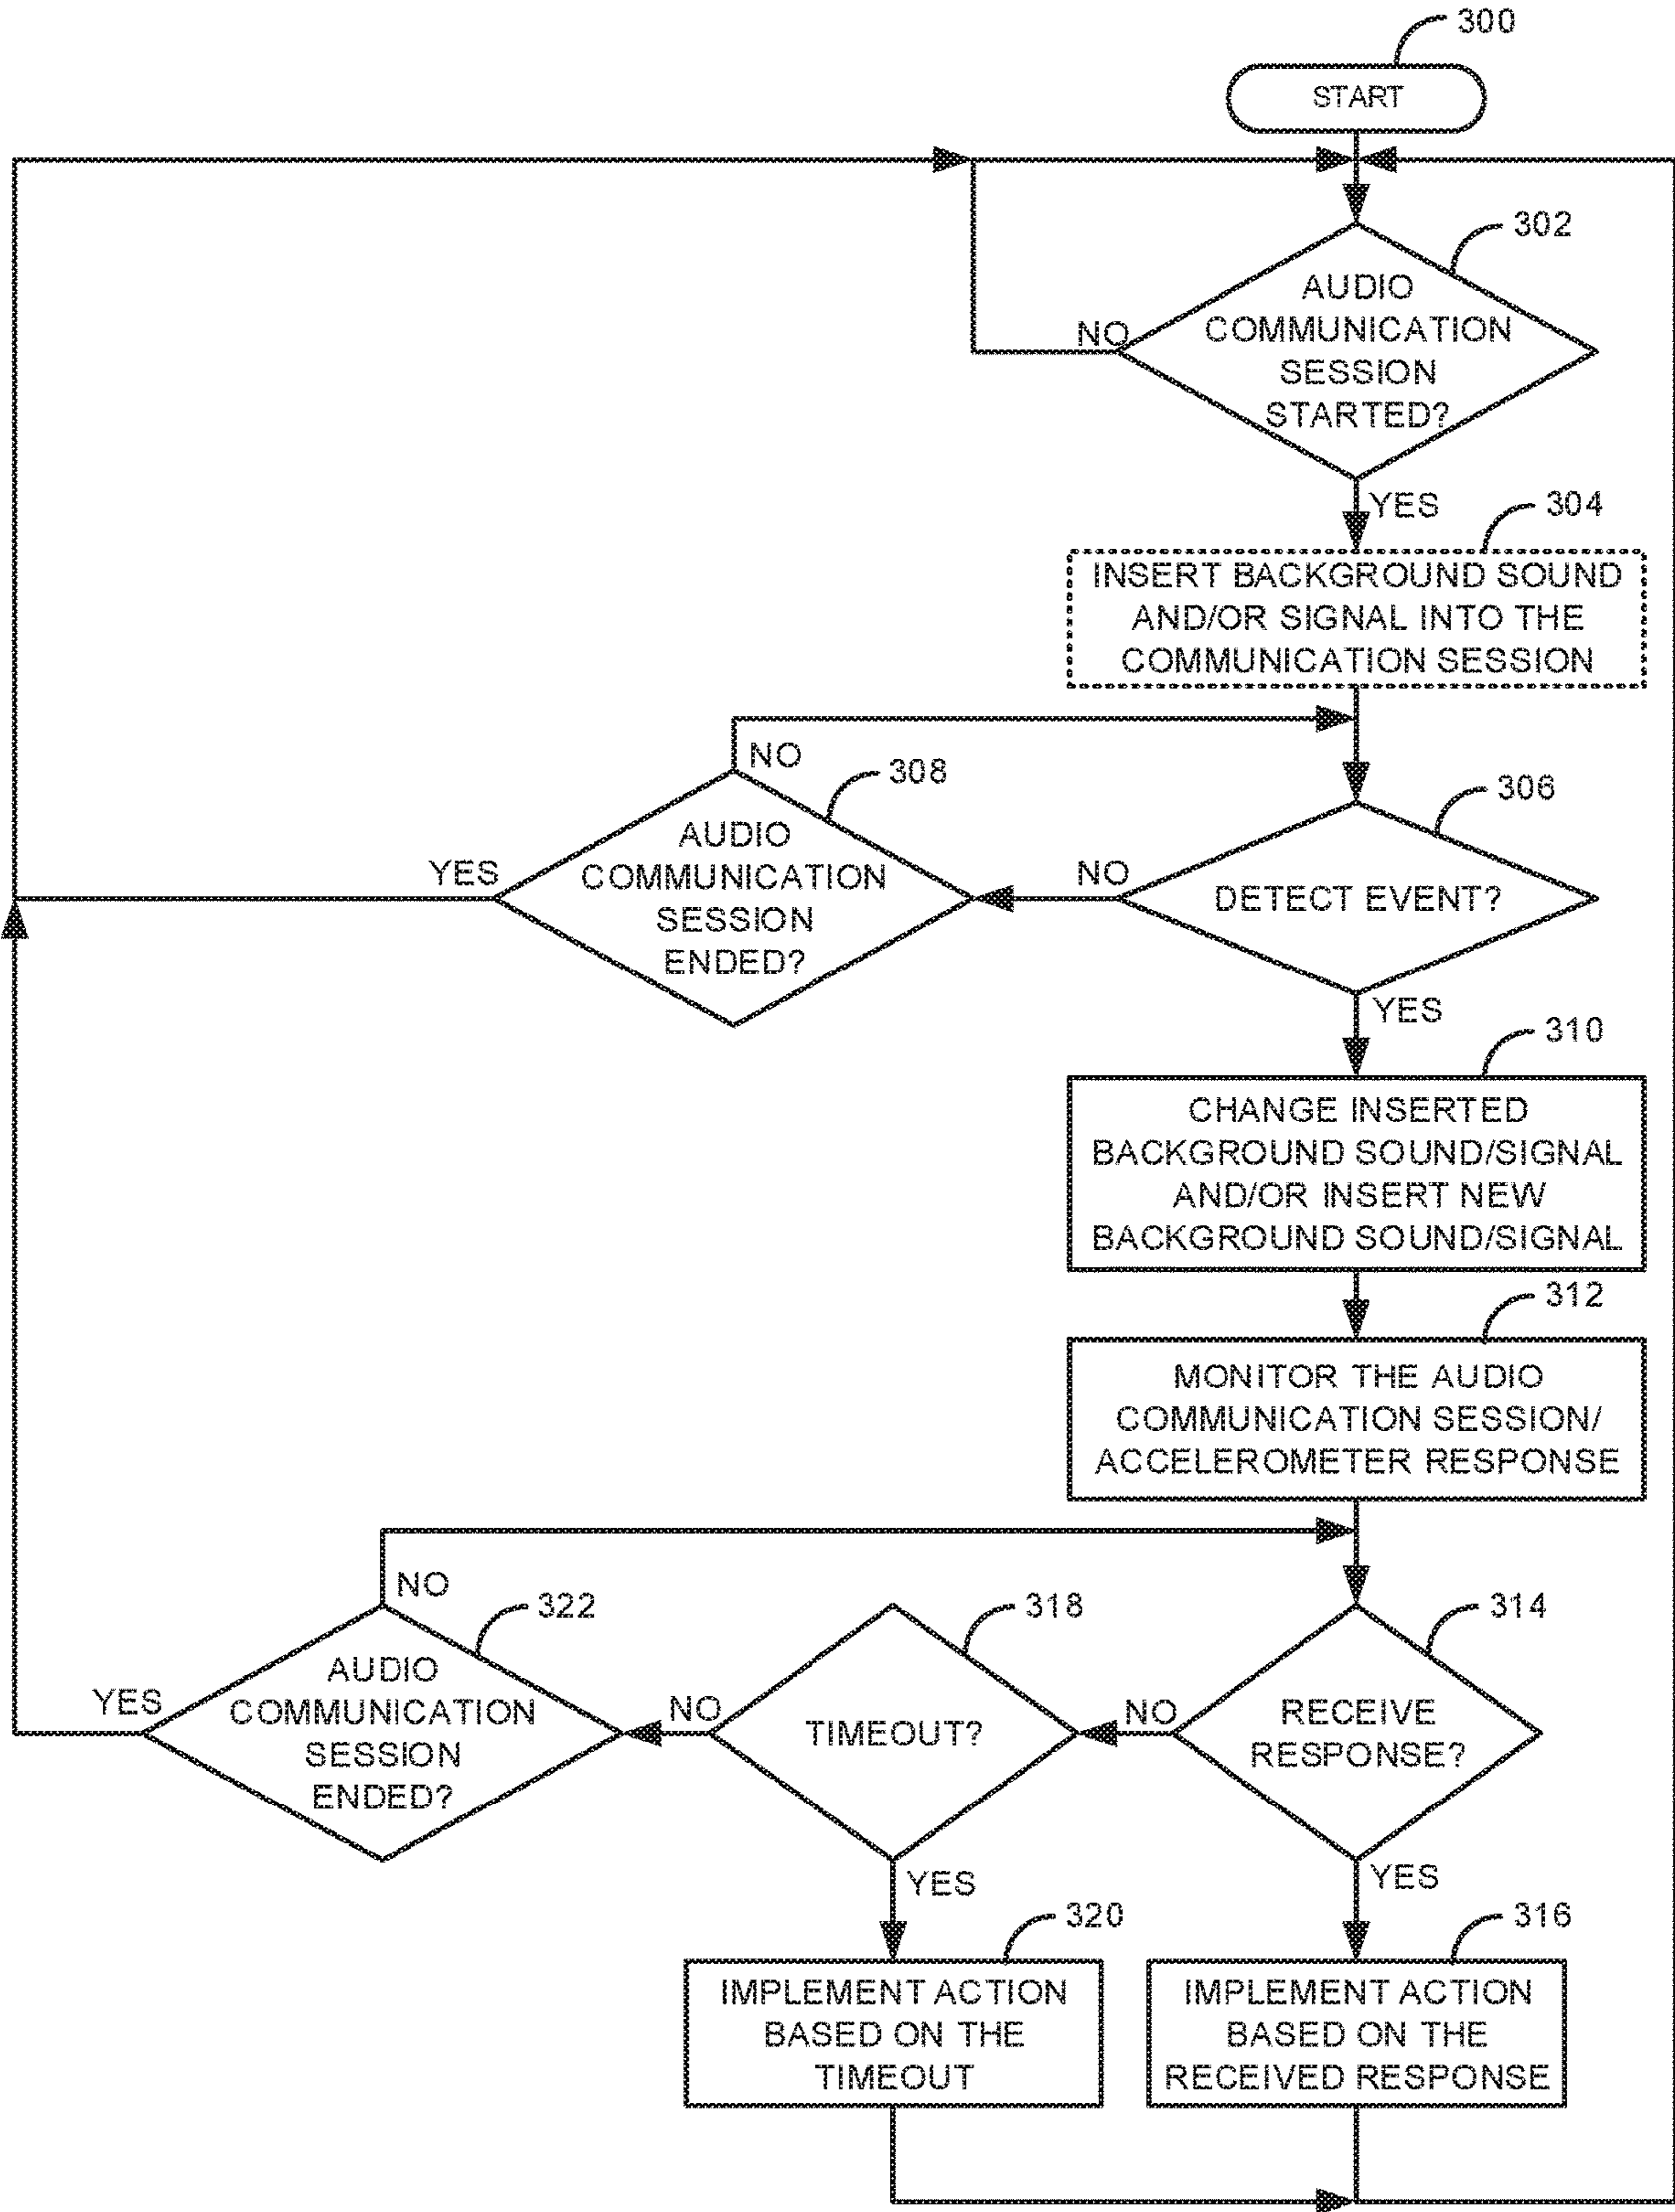 300
START
302
AUDIO
COMMUNICATION
SESSION
STARTED?
NO
YES
304
INSERT BACKGROUND SOUND
AND/OR SIGNAL INTO THE
COMMUNICATION SESSION
NO
308
306
AUDIO
COMMUNICATION
SESSION
ENDED?
YES
NO
DETECT EVENT?
YES
310
CHANGE INSERTED
BACKGROUND SOUND/SIGNAL
AND/OR INSERT NEW
BACKGROUND SOUND/SIGNAL
312
MONITOR THE AUDIO
COMMUNICATION SESSION/
ACCELEROMETER RESPONSE
NO
322
318
314
AUDIO
COMMUNICATION
SESSION
ENDED?
YES
NO
TIMEOUT?
NO
RECEIVE
RESPONSE?
YES
YES
320
316
IMPLEMENT ACTION
BASED ON THE
TIMEOUT
IMPLEMENT ACTION
BASED ON THE
RECEIVED RESPONSE